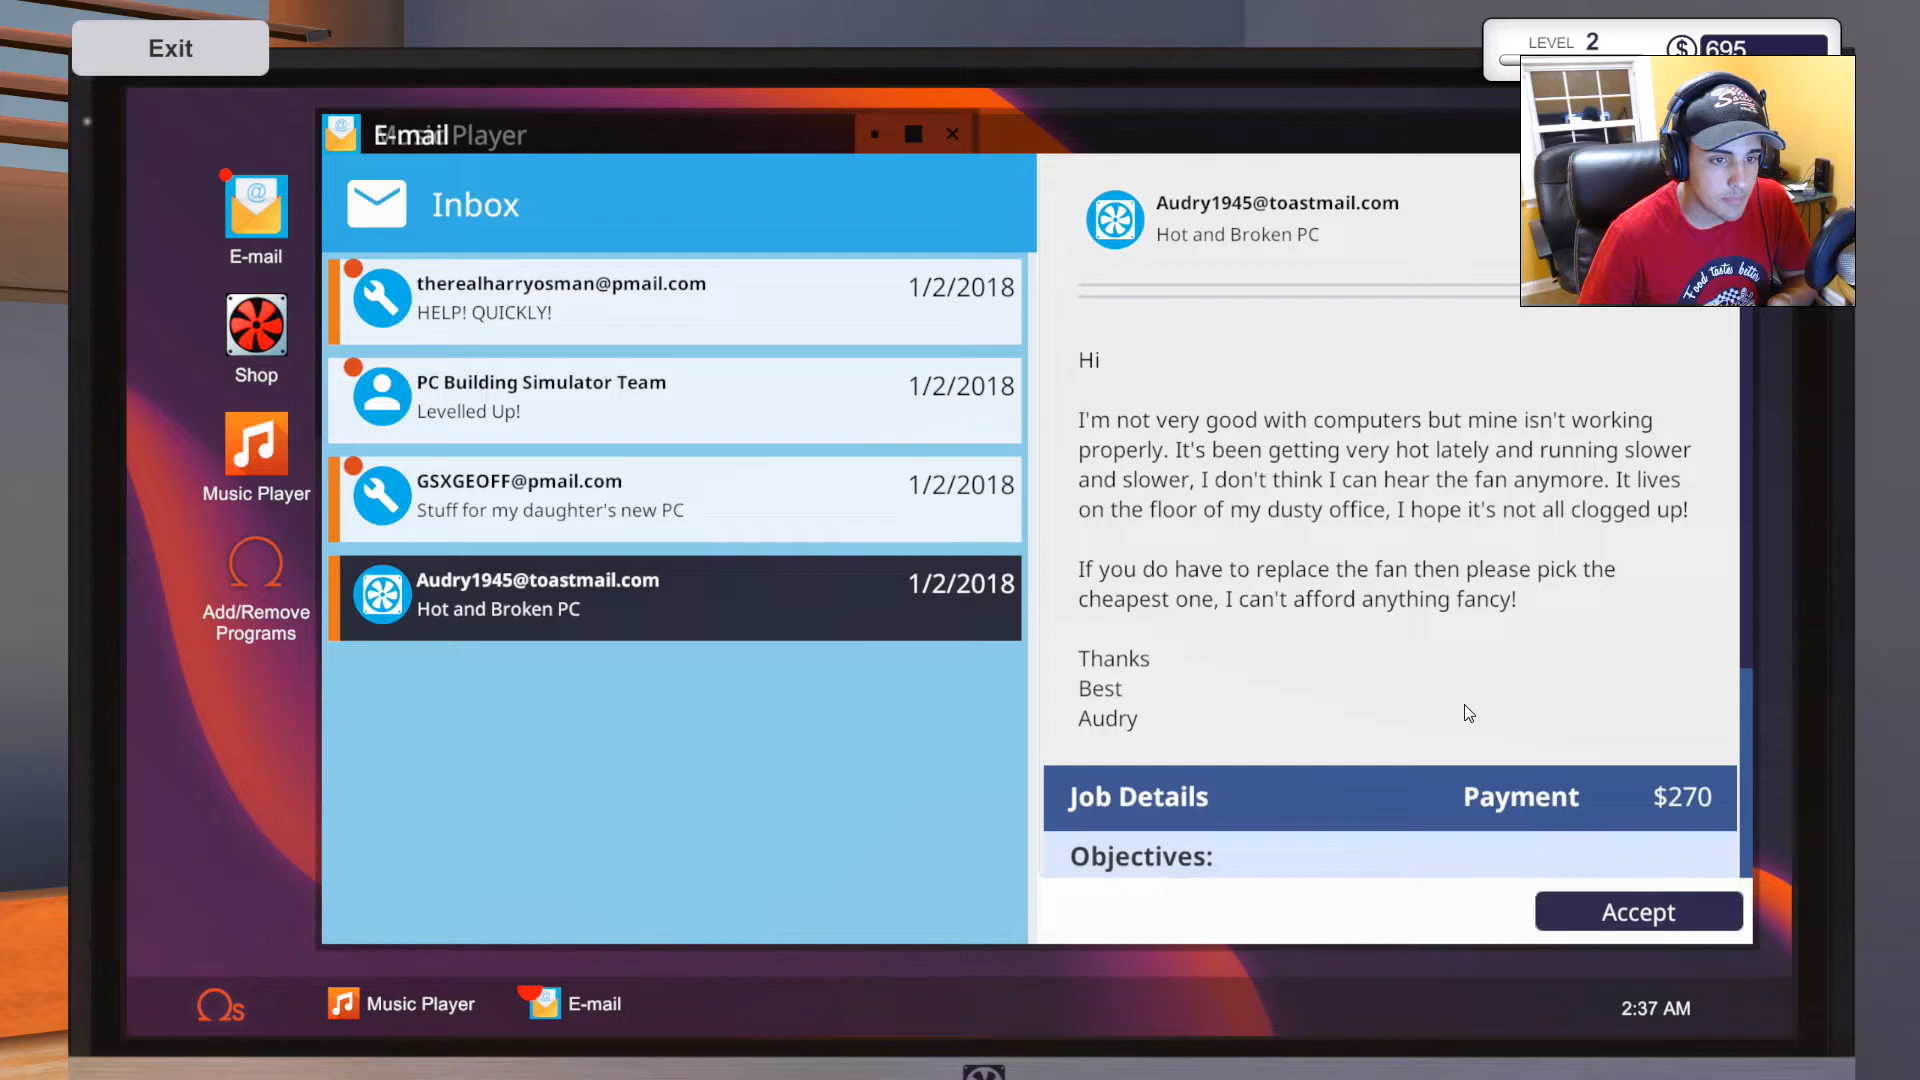 Exit
LEVEL 2
$ 695
E-mail
Music Player
Inbox
therealharryosman@pmail.com
1/2/2018
HELP! QUICKLY!
PC Building Simulator Team
1/2/2018
Levelled Up!
GSXGEOFF@pmail.com
1/2/2018
Stuff for my daughter's new PC
Audry1945@toastmail.com
1/2/2018
Hot and Broken PC
E-mail
Shop
Music Player
Add/Remove
Programs
Audry1945@toastmail.com
Hot and Broken PC
Hi
I'm not very good with computers but mine isn't working
properly. It's been getting very hot lately and running slower
and slower, I don't think I can hear the fan anymore. It lives
on the floor of my dusty office, I hope it's not all clogged up!
If you do have to replace the fan then please pick the
cheapest one, I can't afford anything fancy!
Thanks
Best
Audry
Job Details
Payment $270
Objectives:
Accept
Ωs
Music Player
E-mail
2:37 AM
Food tastes better